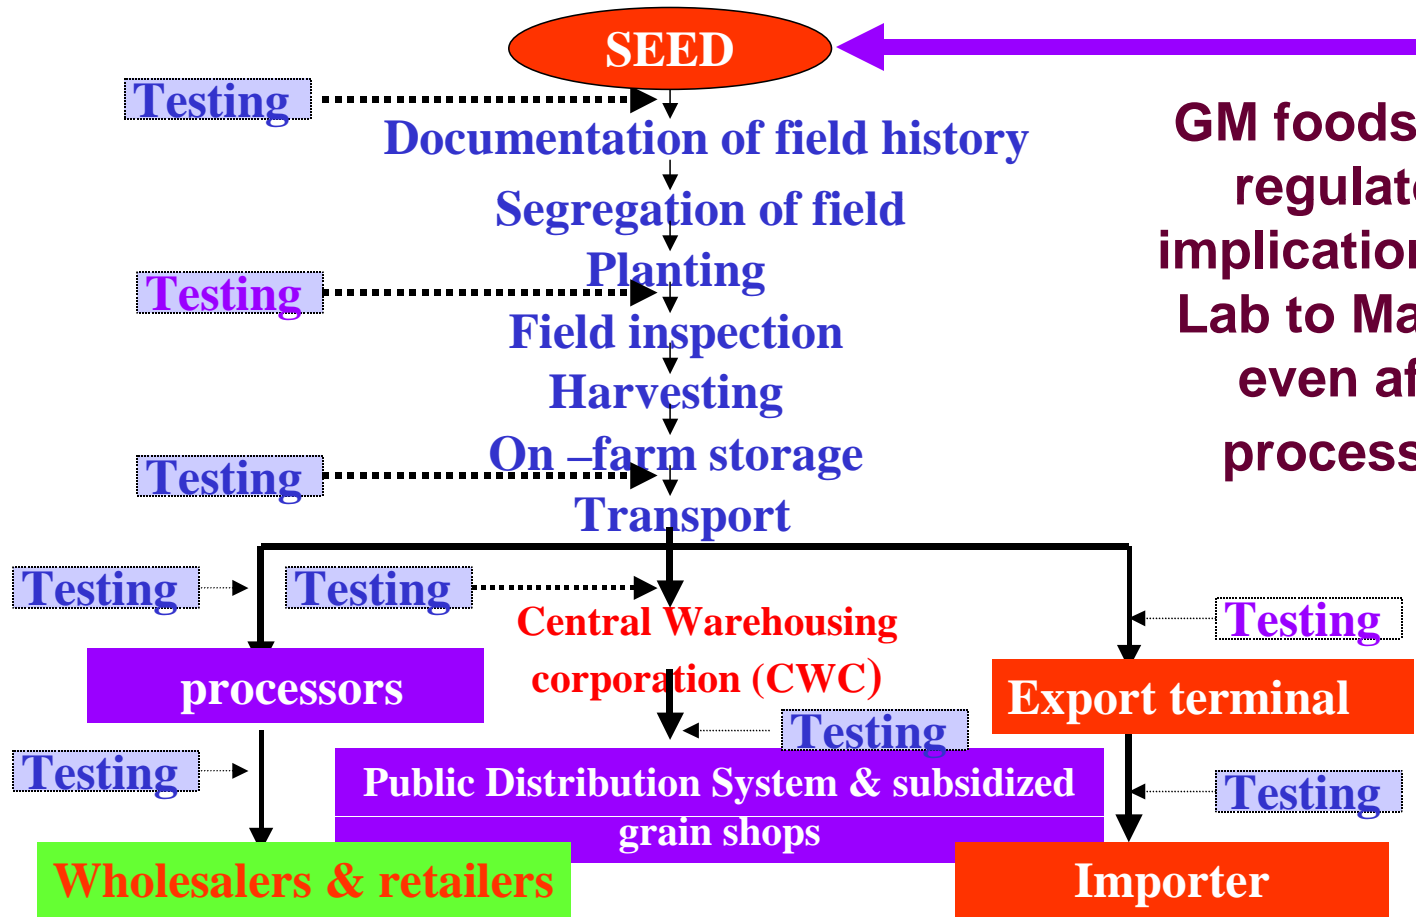 SEED
Testing
Documentation of field history
Segregation of field
Planting
Testing
Field inspection
Harvesting
On –farm storage
Testing
Transport
GM foods
regulate
implication
Lab to Ma
even af
process
Testing
Testing
Central Warehousing
corporation (CWC)
Testing
processors
Export terminal
Testing
Testing
Public Distribution System & subsidized
grain shops
Testing
Wholesalers & retailers
Importer